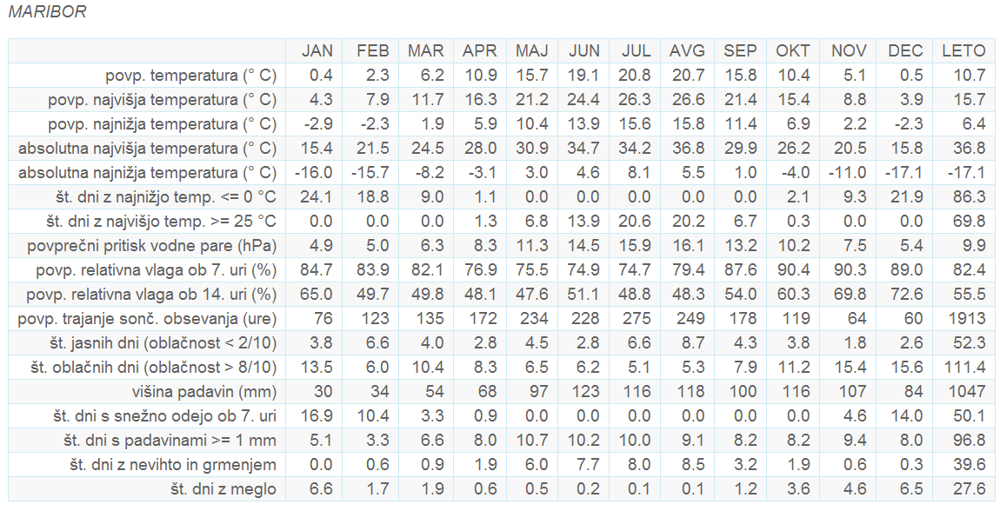 MARIBOR
JAN FEB MAR APR MAJ JUN JUL AVG SEP OKT NOV DEC LETO
povp. temperatura (° C) 0.4 2.3 6.2 10.9 15.7 19.1 20.8 20.7 15.8 10.4 5.1 0.5 10.7
povp. najvišja temperatura (° C) 4.3 7.9 11.7 16.3 21.2 24.4 26.3 26.6 21.4 15.4 8.8 3.9 15.7
povp. najnižja temperatura (° C) -2.9 -2.3 1.9 5.9 10.4 13.9 15.6 15.8 11.4 6.9 2.2 -2.3 6.4
absolutna najvišja temperatura (° C) 15.4 21.5 24.5 28.0 30.9 34.7 34.2 36.8 29.9 26.2 20.5 15.8 36.8
absolutna najnižja temperatura (° C) -16.0 -15.7 -8.2 -3.1 3.0 4.6 8.1 5.5 1.0 -4.0 -11.0 -17.1 -17.1
št. dni z najnižjo temp. <= 0 °C 24.1 18.8 9.0 1.1 0.0 0.0 0.0 0.0 0.0 2.1 9.3 21.9 86.3
št. dni z najvišjo temp. >= 25 °C 0.0 0.0 0.0 1.3 6.8 13.9 20.6 20.2 6.7 0.3 0.0 0.0 69.8
povprečni pritisk vodne pare (hPa) 4.9 5.0 6.3 8.3 11.3 14.5 15.9 16.1 13.2 10.2 7.5 5.4 9.9
povp. relativna vlaga ob 7. uri (%) 84.7 83.9 82.1 76.9 75.5 74.9 74.7 79.4 87.6 90.4 90.3 89.0 82.4
povp. relativna vlaga ob 14. uri (%) 65.0 49.7 49.8 48.1 47.6 51.1 48.8 48.3 54.0 60.3 69.8 72.6 55.5
povp. trajanje sonč. obsevanja (ure) 76 123 135 172 234 228 275 249 178 119 64 60 1913
št. jasnih dni (oblačnost < 2/10) 3.8 6.6 4.0 2.8 4.5 2.8 6.6 8.7 4.3 3.8 1.8 2.6 52.3
št. oblačnih dni (oblačnost > 8/10) 13.5 6.0 10.4 8.3 6.5 6.2 5.1 5.3 7.9 11.2 15.4 15.6 111.4
višina padavin (mm) 30 34 54 68 97 123 116 118 100 116 107 84 1047
št. dni s snežno odejo ob 7. uri 16.9 10.4 3.3 0.9 0.0 0.0 0.0 0.0 0.0 0.0 4.6 14.0 50.1
št. dni s padavinami >= 1 mm 5.1 3.3 6.6 8.0 10.7 10.2 10.0 9.1 8.2 8.2 9.4 8.0 96.8
št. dni z nevihto in grmenjem 0.0 0.6 0.9 1.9 6.0 7.7 8.0 8.5 3.2 1.9 0.6 0.3 39.6
št. dni z meglo 6.6 1.7 1.9 0.6 0.5 0.2 0.1 0.1 1.2 3.6 4.6 6.5 27.6